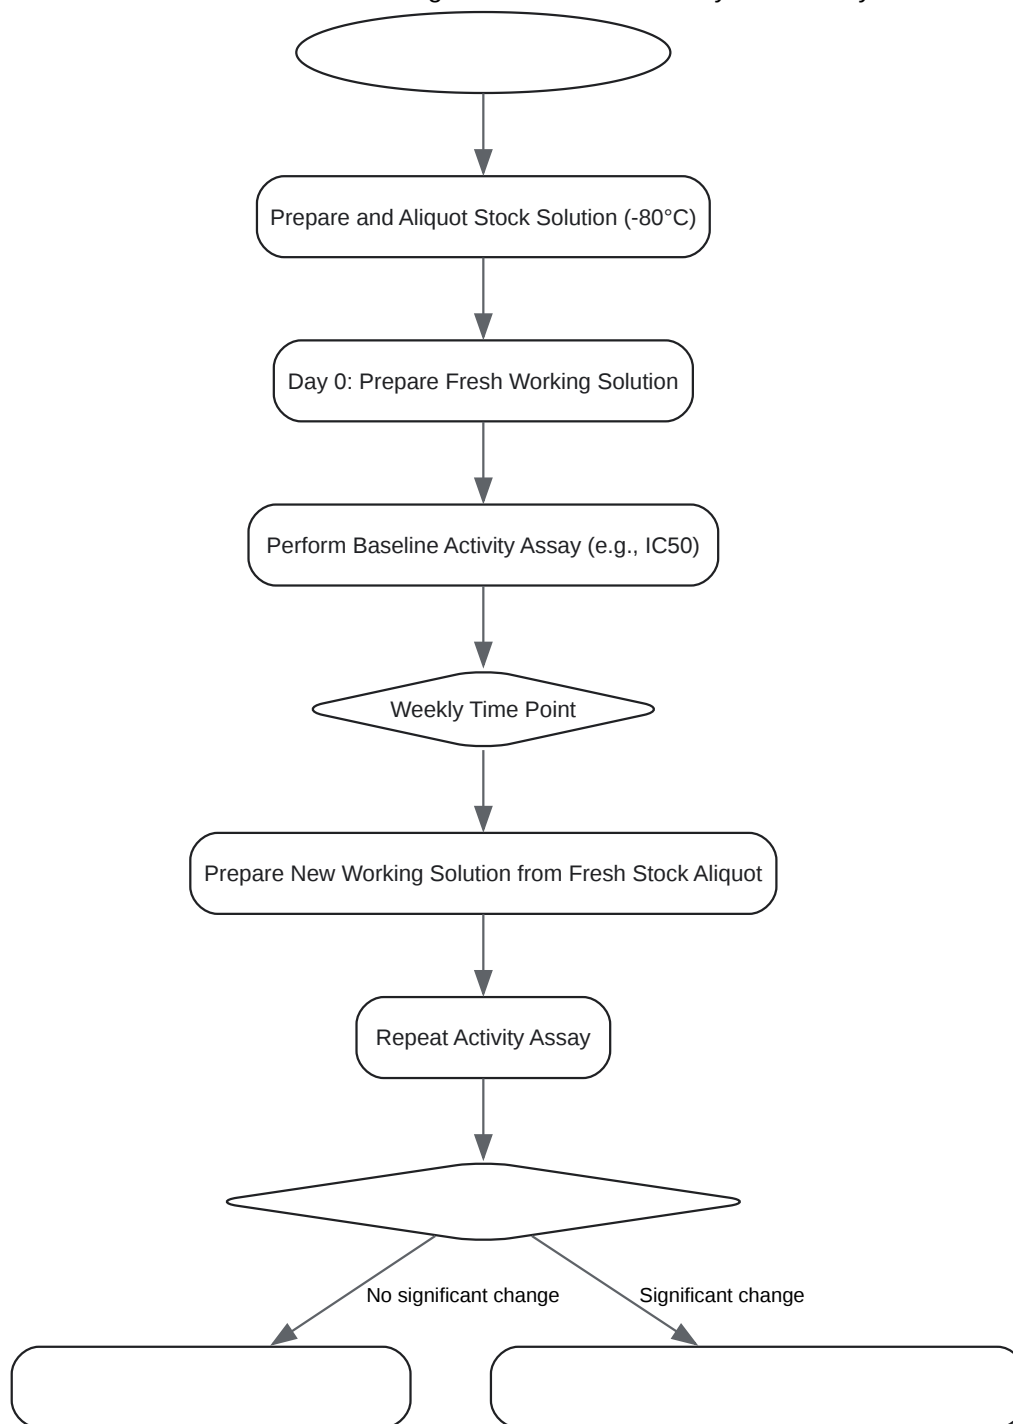 Prepare and Aliquot Stock Solution (-80°C)
Day 0: Prepare Fresh Working Solution
Perform Baseline Activity Assay (e.g., IC50)
Weekly Time Point
Prepare New Working Solution from Fresh Stock Aliquot
Repeat Activity Assay
No significant change
Significant change